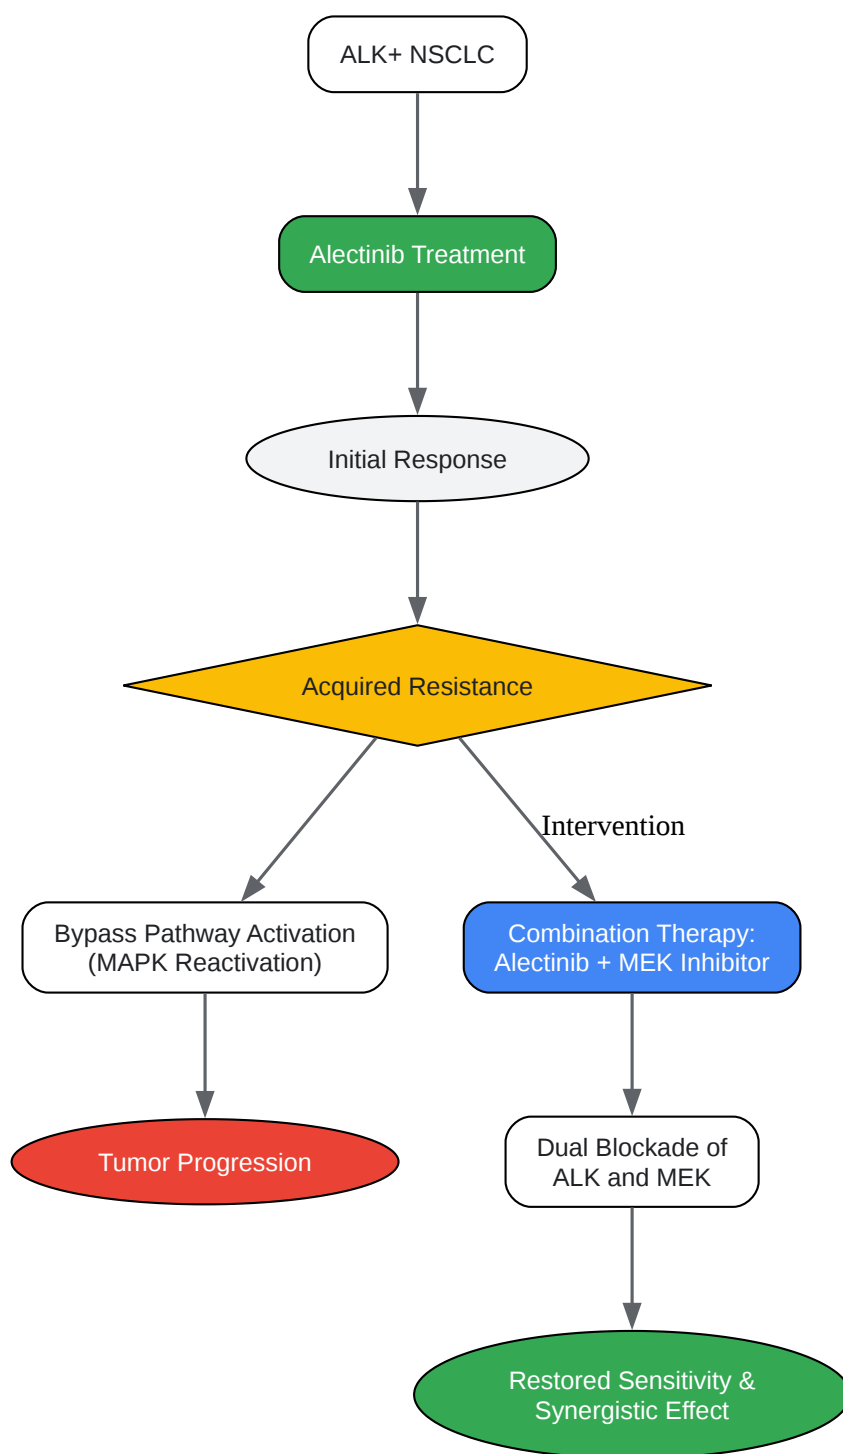 ALK+ NSCLC
Alectinib Treatment
Initial Response
Acquired Resistance
Intervention
Bypass Pathway Activation
(MAPK Reactivation)
Combination Therapy:
Alectinib + MEK Inhibitor
Tumor Progression
Dual Blockade of
ALK and MEK
Restored Sensitivity &
Synergistic Effect